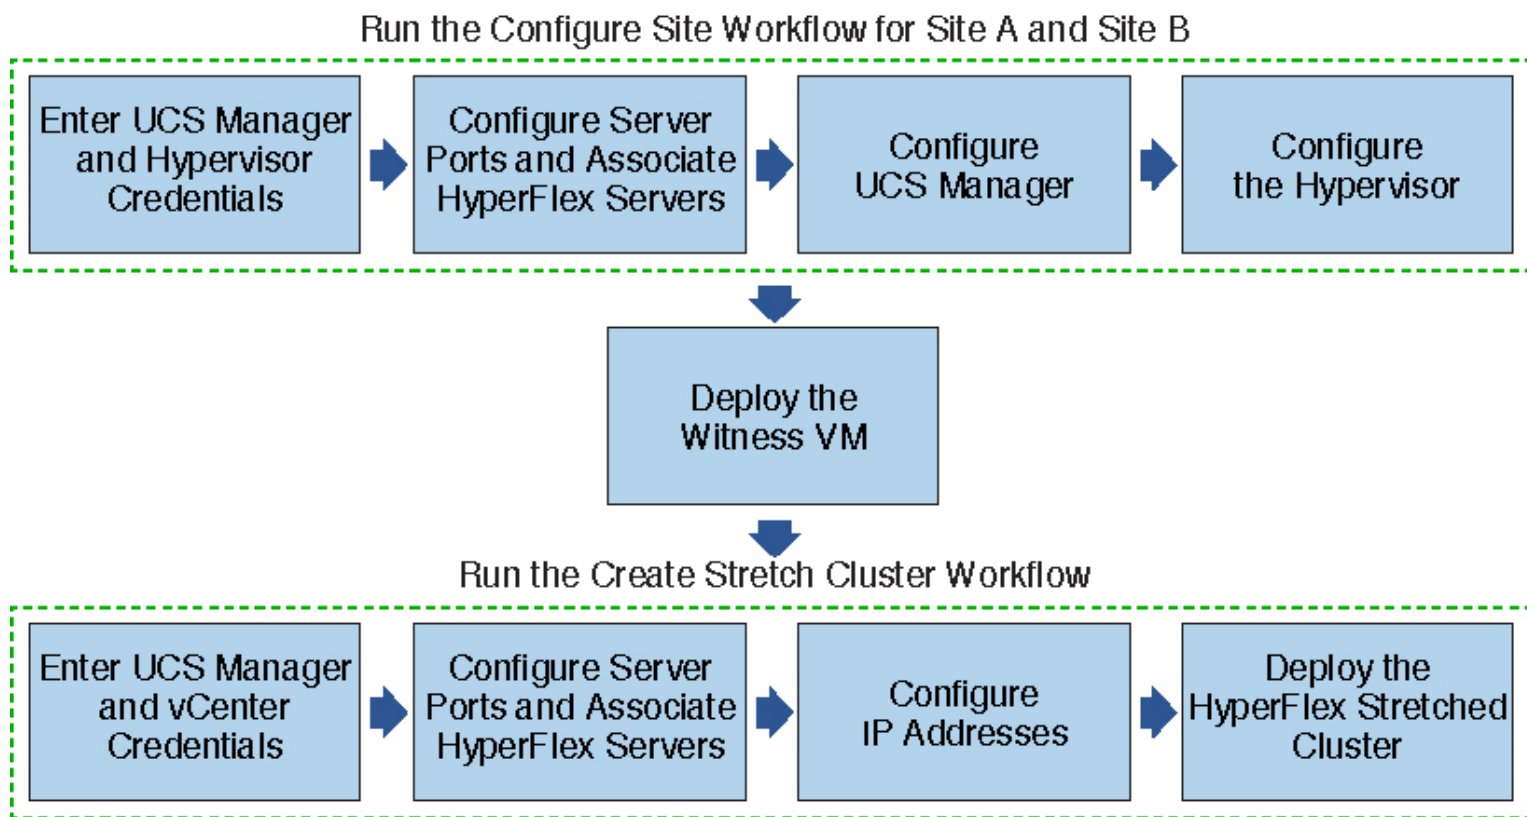 Run the Configure Site Workflow for Site A and Site B
Enter UCS Manager
and Hypervisor
Credentials
Configure Server
Ports and Associate
HyperFlex Servers
Configure
UCS Manager
Configure
the Hypervisor
Deploy the
Witness VM
Run the Create Stretch Cluster Workflow
Enter UCS Manager
and vCenter
Credentials
Configure Server
Ports and Associate
HyperFlex Servers
Configure
IP Addresses
Deploy the
HyperFlex Stretched
Cluster